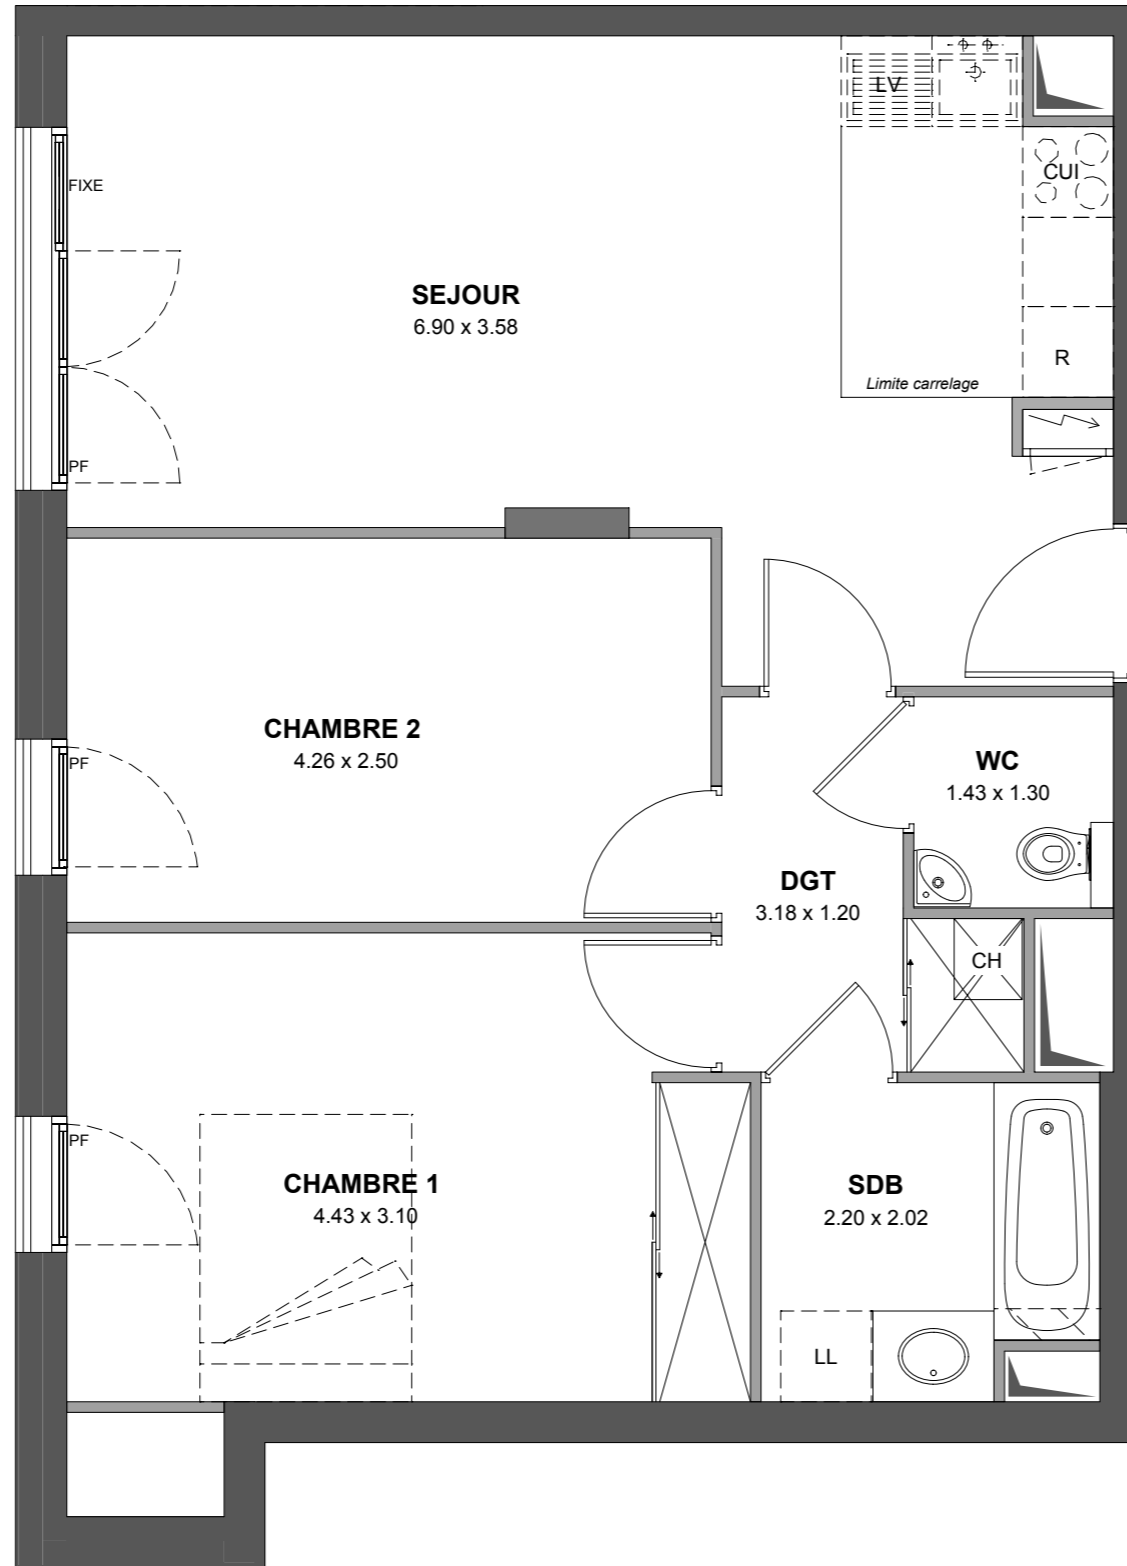 LV
CUI
FIXE
SEJOUR
6.90 x 3.58
R
Limite carrelage
PF
CHAMBRE 2
4.26 x 2.50
PF
WC
1.43 x 1.30
DGT
3.18 x 1.20
CH
PF
CHAMBRE 1
4.43 x 3.10
SDB
2.20 x 2.02
LL